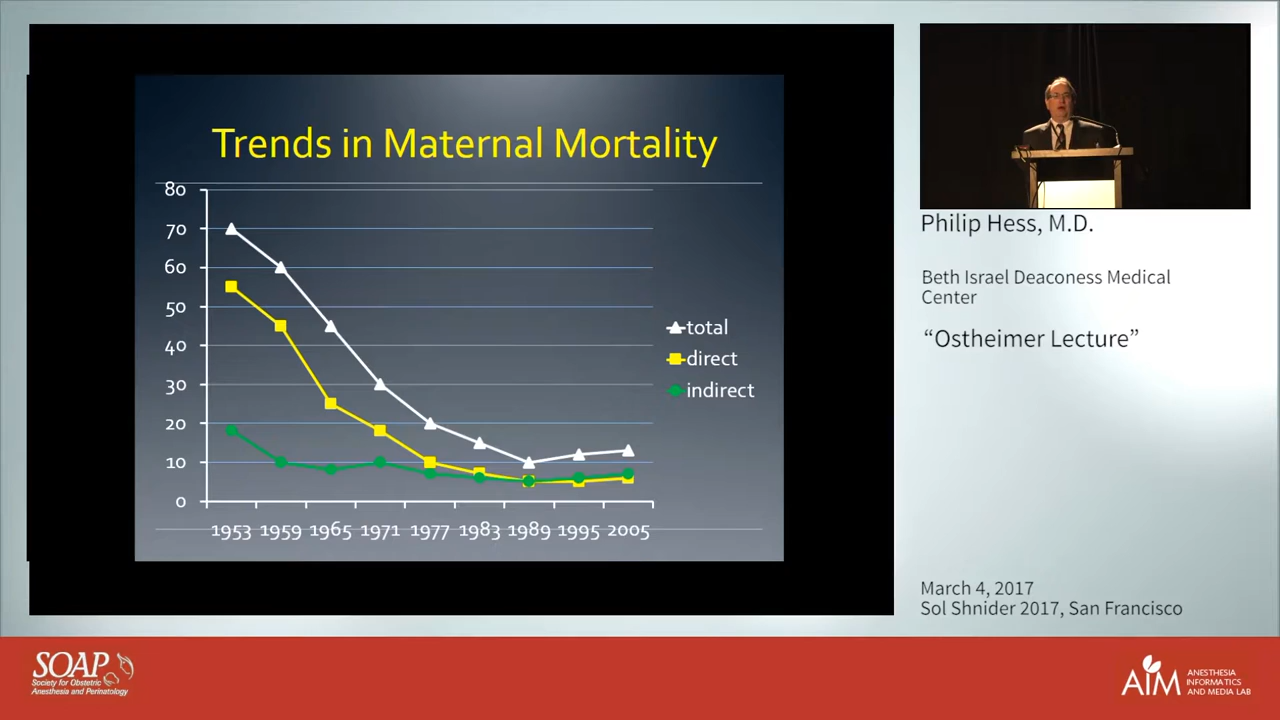 Trends in Maternal Mortality
80
70
60
50
40
30
20
10
0
1953 1959 1965 1971 1977 1983 1989 1995 2005
total
direct
indirect
Philip Hess, M.D.
Beth Israel Deaconess Medical
Center
“Ostheimer Lecture”
March 4, 2017
Sol Shnider 2017, San Francisco
SOAP
Society for Obstetric
Anesthesia and Perinatology
AIM
ANESTHESIA
INFORMATICS
AND MEDIA LAB